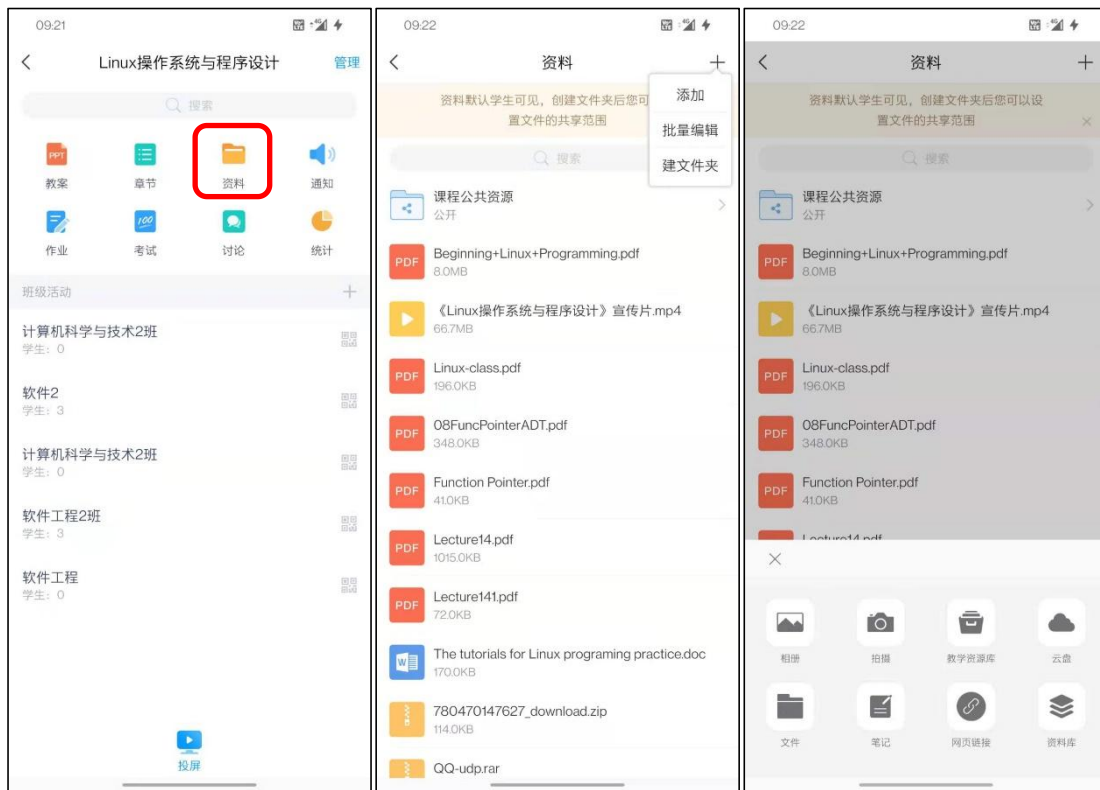 09:21
Linux操作系统与程序设计
管理
搜索
PPT
教案
章节
资料
通知
100
作业
考试
讨论
统计
班级活动
计算机科学与技术2班
学生：0
软件2
学生：3
计算机科学与技术2班
学生：0
软件工程2班
学生：3
软件工程
学生：0
投屏
09:22
资料
资料默认学生可见，创建文件夹后您可
置文件的共享范围
添加
批量编辑
建文件夹
搜索
课程公共资源
公开
PDF
Beginning+Linux+Programming.pdf
8.0MB
《Linux操作系统与程序设计》宣传片.mp4
66.7MB
PDF
Linux-class.pdf
196.0KB
PDF
08FuncPointerADT.pdf
348.0KB
PDF
Function Pointer.pdf
41.0KB
PDF
Lecture14.pdf
1015.0KB
PDF
Lecture141.pdf
72.0KB
W
The tutorials for Linux programing practice.doc
170.0KB
780470147627_download.zip
114.0KB
QQ-udp.rar
09:22
资料
资料默认学生可见，创建文件夹后您可以设
置文件的共享范围
搜索
课程公共资源
公开
PDF
Beginning+Linux+Programming.pdf
8.0MB
《Linux操作系统与程序设计》宣传片.mp4
66.7MB
PDF
Linux-class.pdf
196.0KB
PDF
08FuncPointerADT.pdf
348.0KB
PDF
Function Pointer.pdf
41.0KB
Lecture14.pdf
相册
拍摄
教学资源库
云盘
文件
笔记
网页链接
资料库